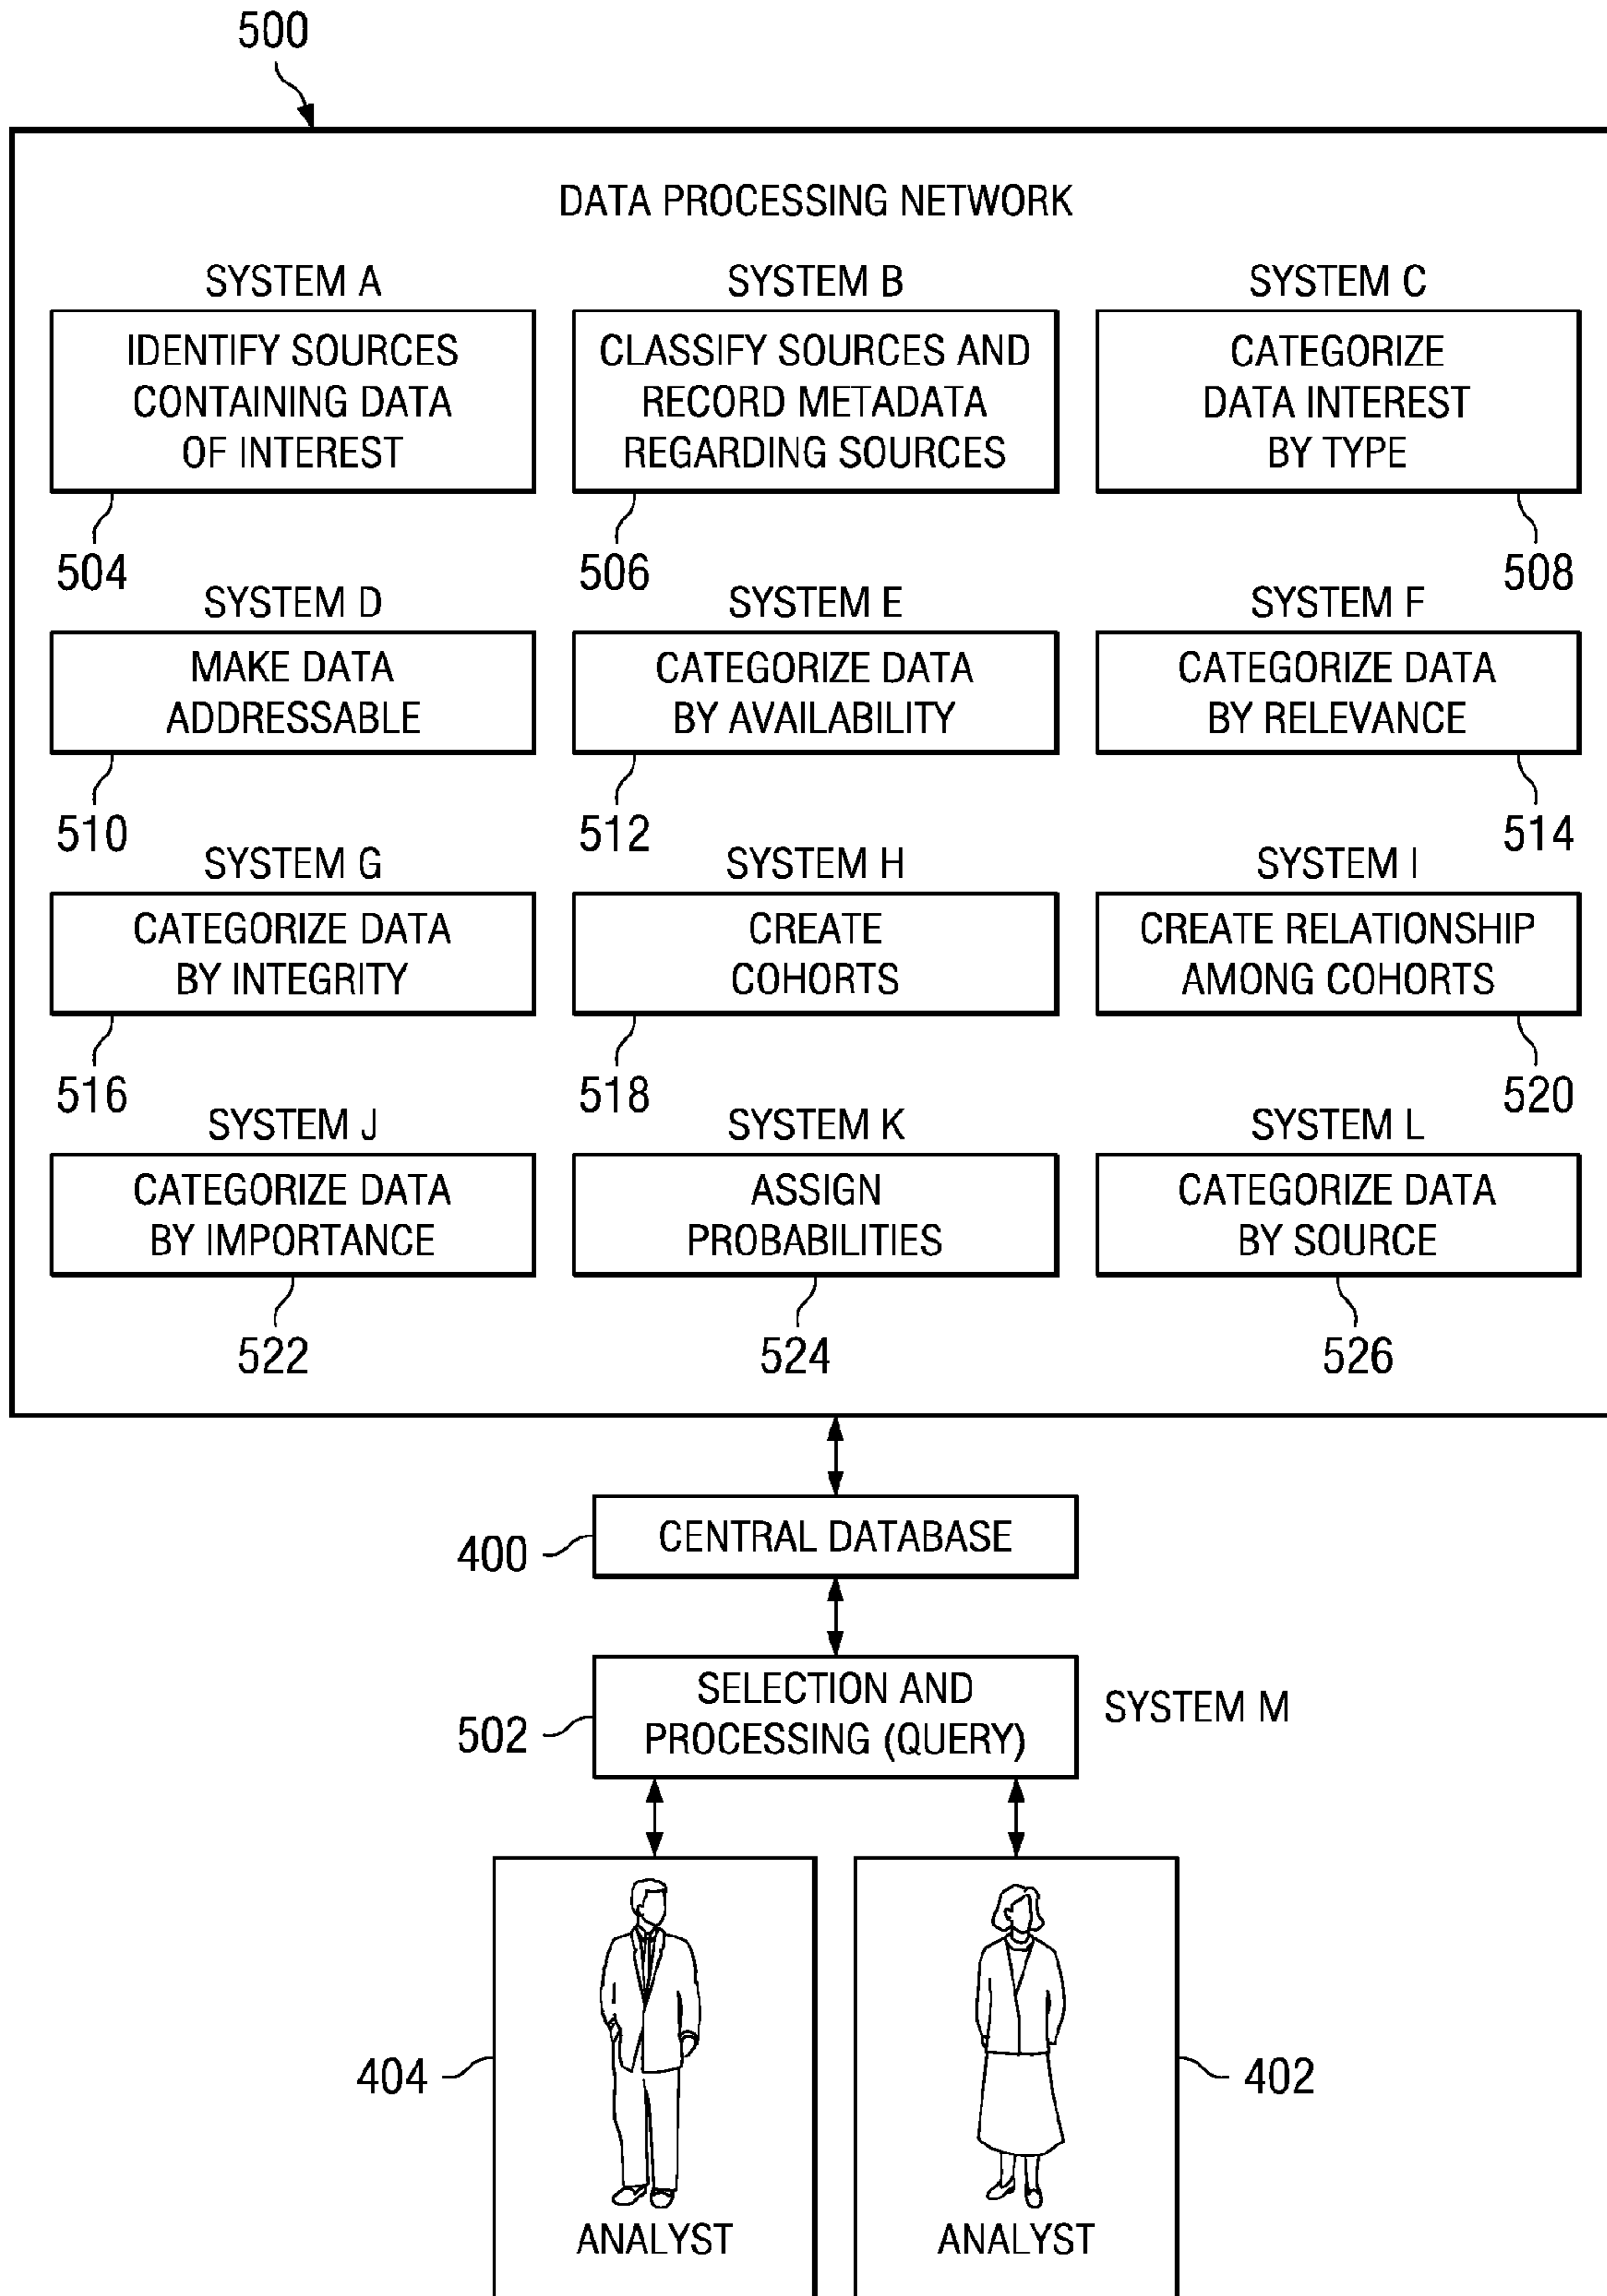 500
DATA PROCESSING NETWORK
SYSTEM A
IDENTIFY SOURCES
CONTAINING DATA
OF INTEREST
504
SYSTEM B
CLASSIFY SOURCES AND
RECORD METADATA
REGARDING SOURCES
506
SYSTEM C
CATEGORIZE
DATA INTEREST
BY TYPE
508
SYSTEM D
MAKE DATA
ADDRESSABLE
510
SYSTEM E
CATEGORIZE DATA
BY AVAILABILITY
512
SYSTEM F
CATEGORIZE DATA
BY RELEVANCE
514
SYSTEM G
CATEGORIZE DATA
BY INTEGRITY
516
SYSTEM H
CREATE
COHORTS
518
SYSTEM I
CREATE RELATIONSHIP
AMONG COHORTS
520
SYSTEM J
CATEGORIZE DATA
BY IMPORTANCE
522
SYSTEM K
ASSIGN
PROBABILITIES
524
SYSTEM L
CATEGORIZE DATA
BY SOURCE
526
400
CENTRAL DATABASE
502
SELECTION AND
PROCESSING (QUERY)
SYSTEM M
404
ANALYST
402
ANALYST